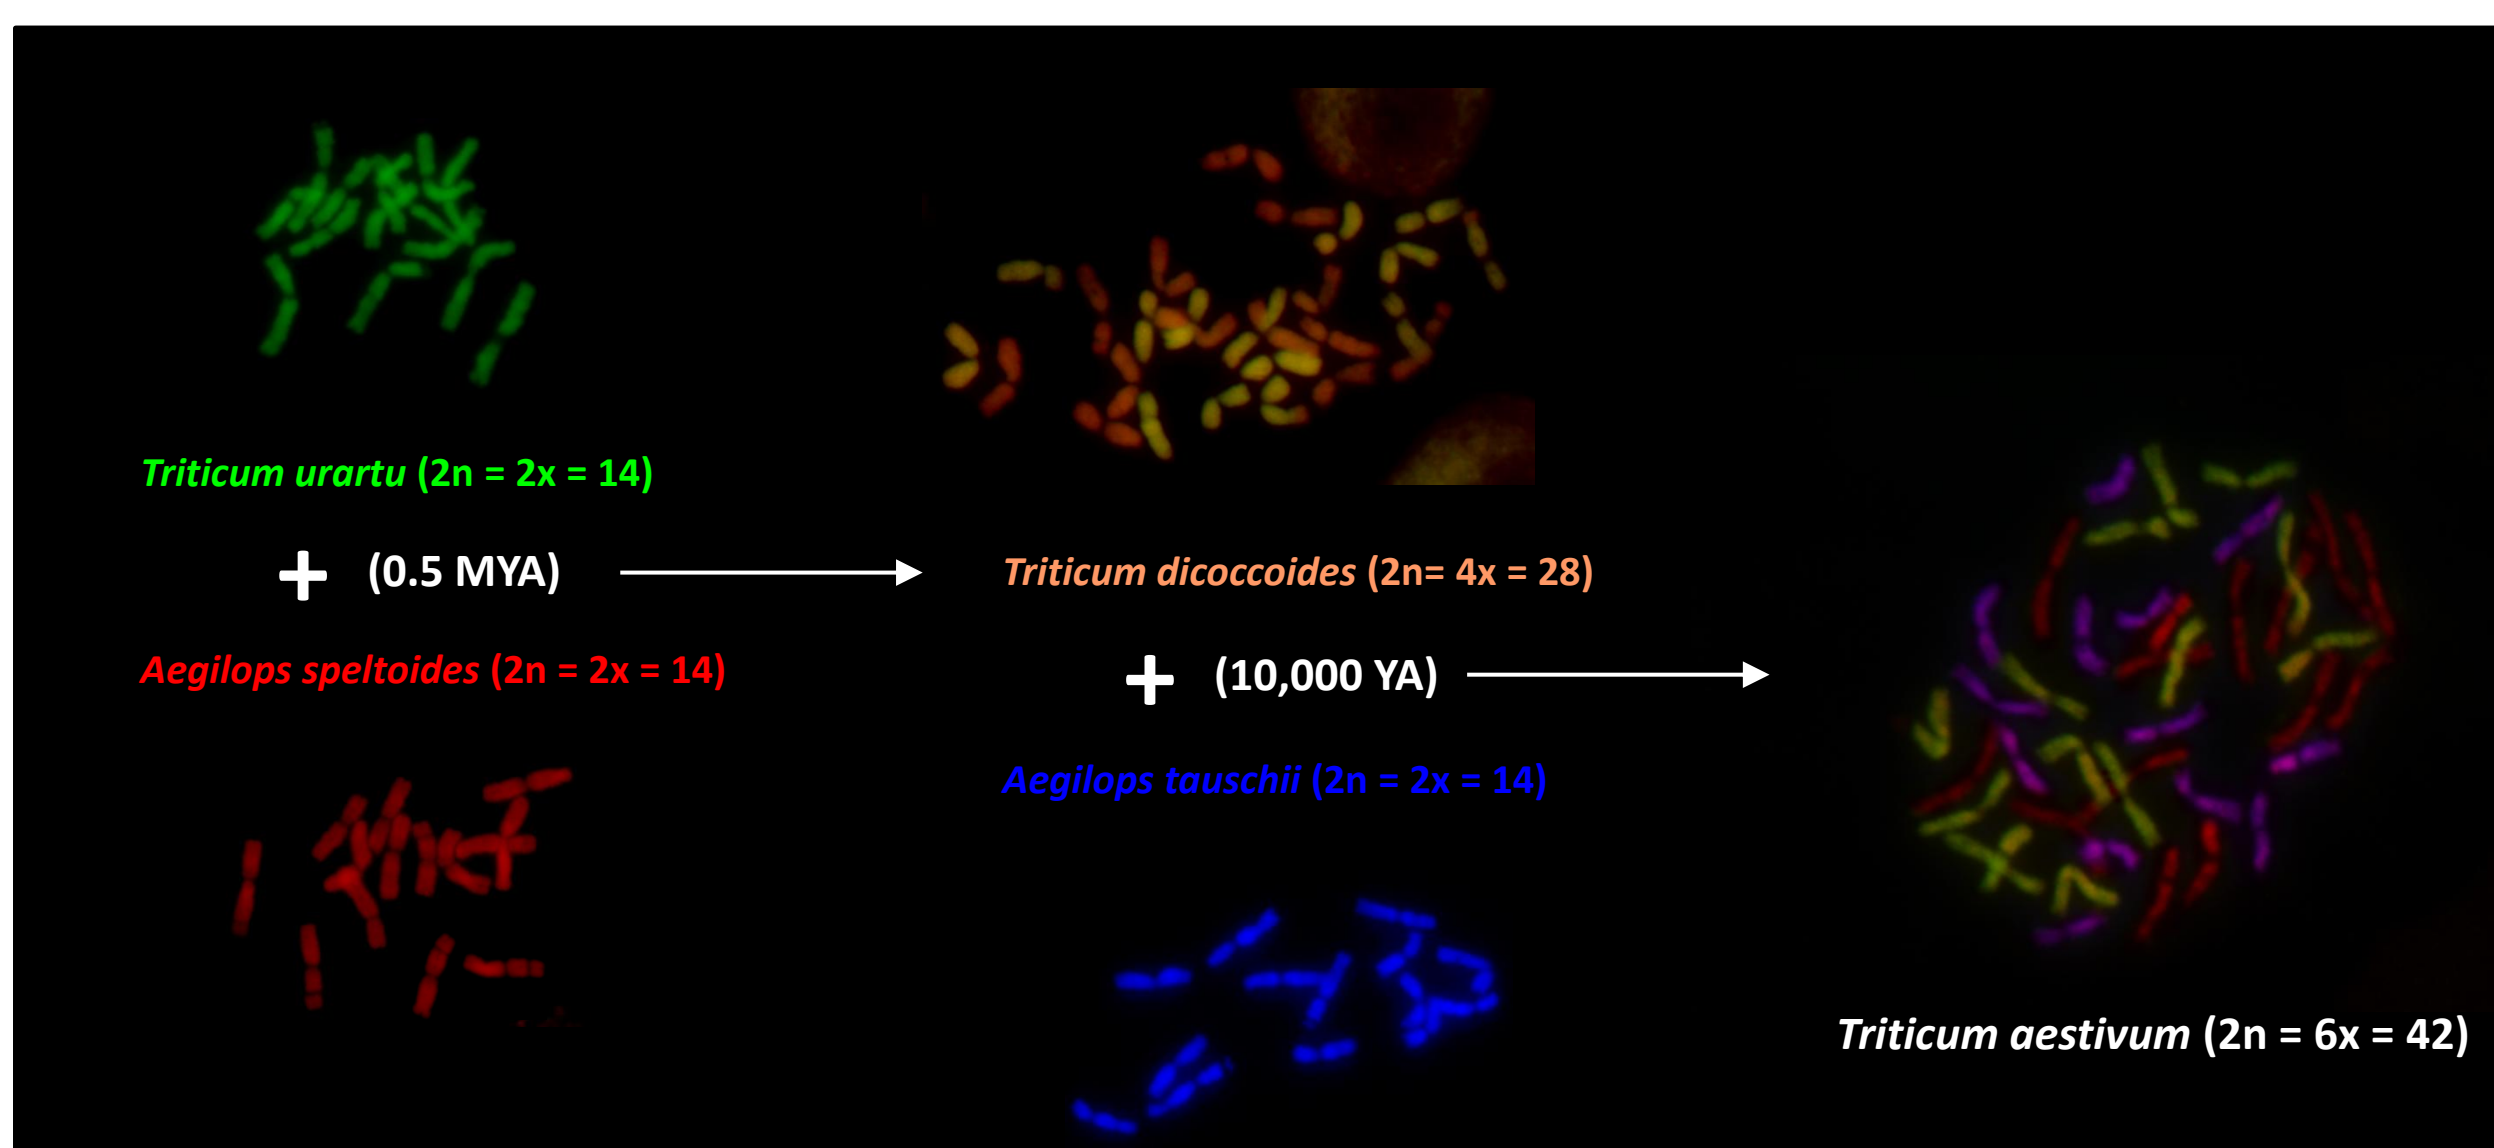 Triticum urartu (2n = 2x = 14)
+ (0.5 MYA)
Aegilops speltoides (2n = 2x = 14)
Triticum dicoccoides (2n= 4x = 28)
+ (10,000 YA)
Aegilops tauschii (2n = 2x = 14)
Triticum aestivum (2n = 6x = 42)